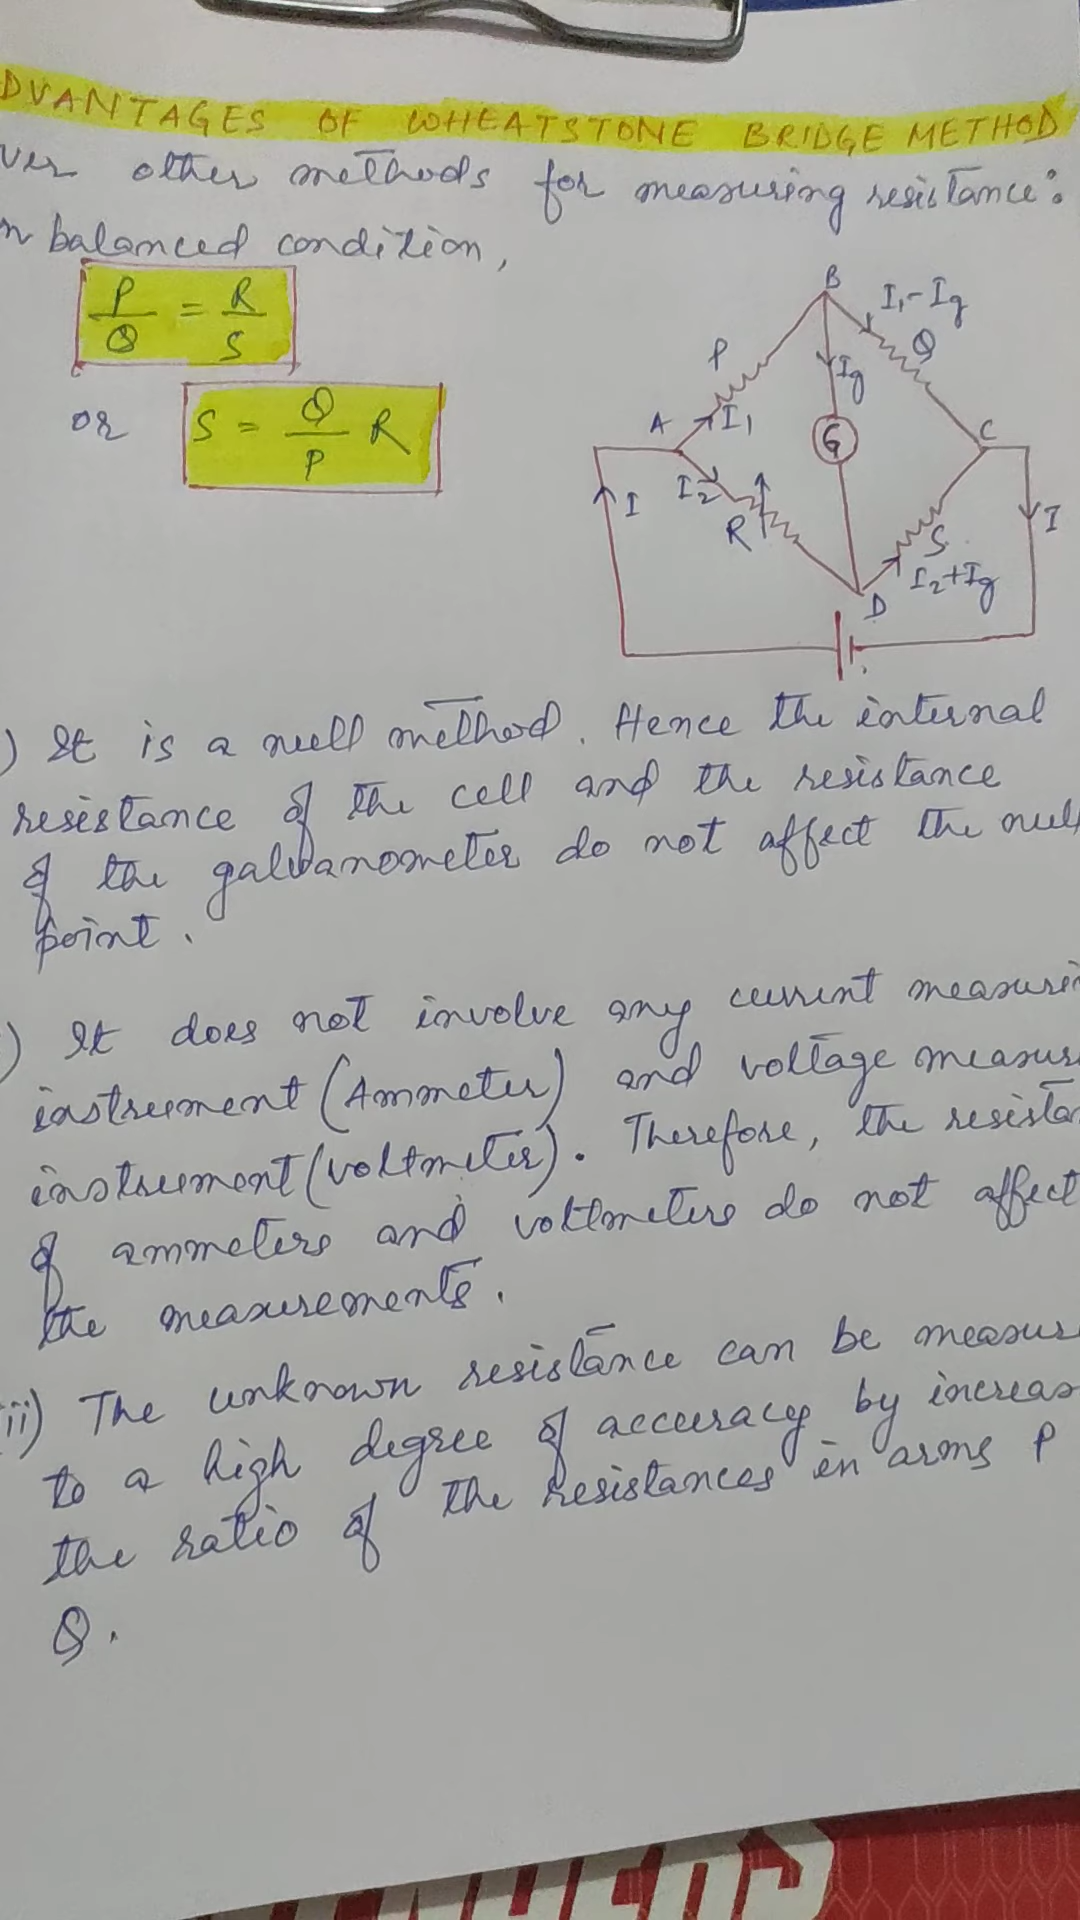 DVANTAGES OF WHEATSTONE BRIDGE METHOD
ver other methods for measuring resistance:
n balanced condition,
P/Q = R/S
or S = Q/P R
B
I₁-Ig
P
Q
Ig
A
I₁
G
C
I₂
I
R
S
I
I₂+Ig
D
) It is a null method. Hence the internal
resistance of the cell and the resistance
of the galvanometer do not affect the null
point.
) It does not involve any current measuri
instrument (Ammeter) and voltage measur
instrument (voltmeter). Therefore, the resista
of ammeters and voltmeters do not affect
the measurements.
ii) The unknown resistance can be measur
to a high degree of accuracy by increas
the ratio of the resistances in arms P
Q.